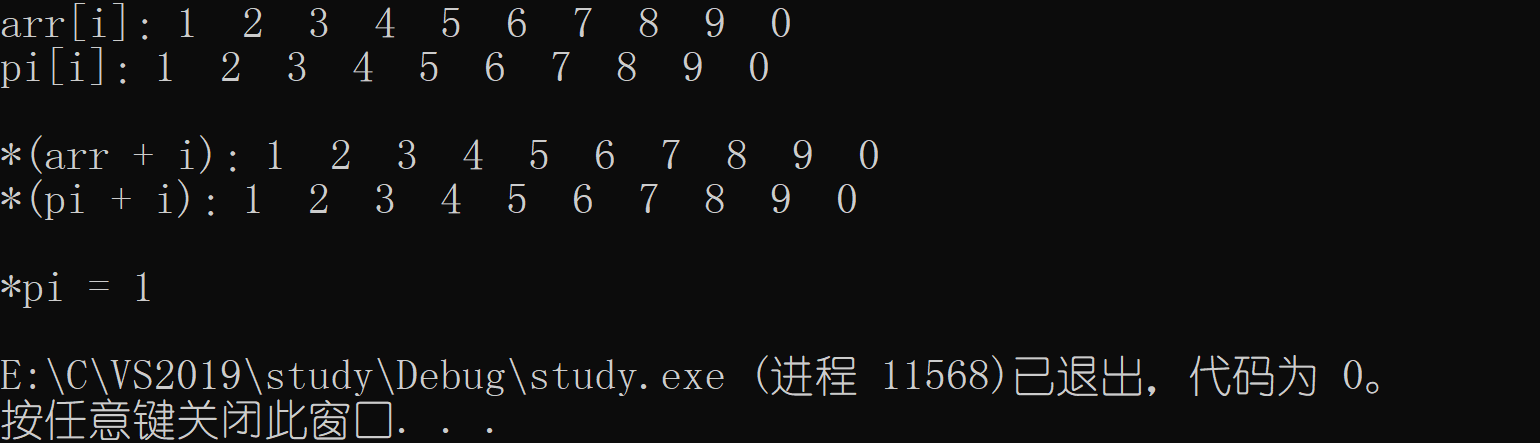 arr[i]: 1  2  3  4  5  6  7  8  9  0
pi[i]: 1  2  3  4  5  6  7  8  9  0
*(arr + i): 1  2  3  4  5  6  7  8  9  0
*(pi + i): 1  2  3  4  5  6  7  8  9  0
*pi = 1
E:\C\VS2019\study\Debug\study.exe (进程 11568)已退出，代码为 0。
按任意键关闭此窗口. . .